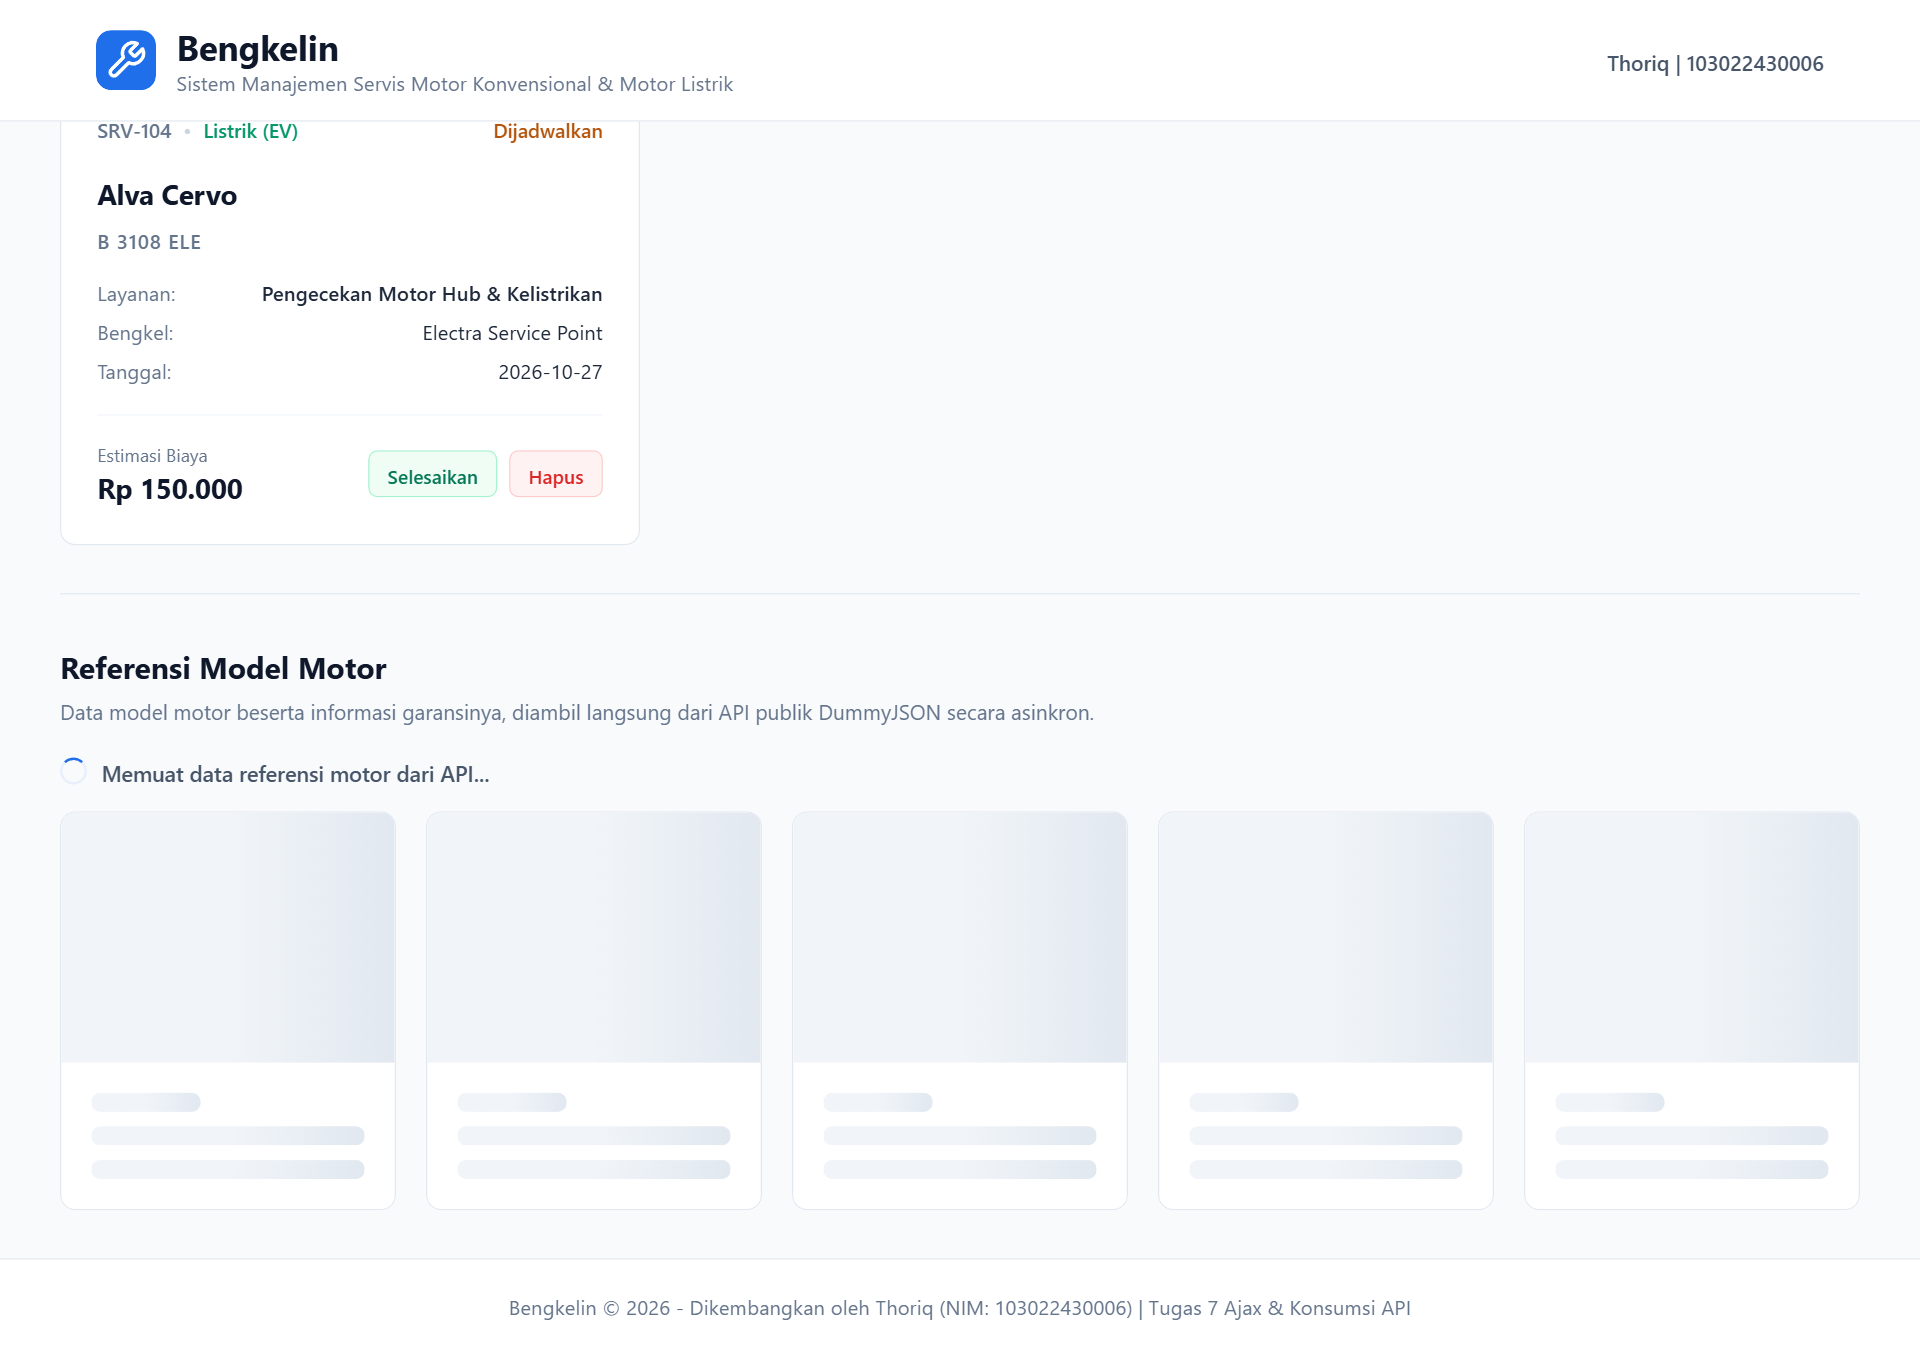 Bengkelin
Sistem Manajemen Servis Motor Konvensional & Motor Listrik
Thoriq | 103022430006
SRV-104 • Listrik (EV)
Dijadwalkan
Alva Cervo
B 3108 ELE
Layanan: Pengecekan Motor Hub & Kelistrikan
Bengkel: Electra Service Point
Tanggal: 2026-10-27
Estimasi Biaya
Rp 150.000
Selesaikan
Hapus
Referensi Model Motor
Data model motor beserta informasi garansinya, diambil langsung dari API publik DummyJSON secara asinkron.
Memuat data referensi motor dari API...
Bengkelin © 2026 - Dikembangkan oleh Thoriq (NIM: 103022430006) | Tugas 7 Ajax & Konsumsi API